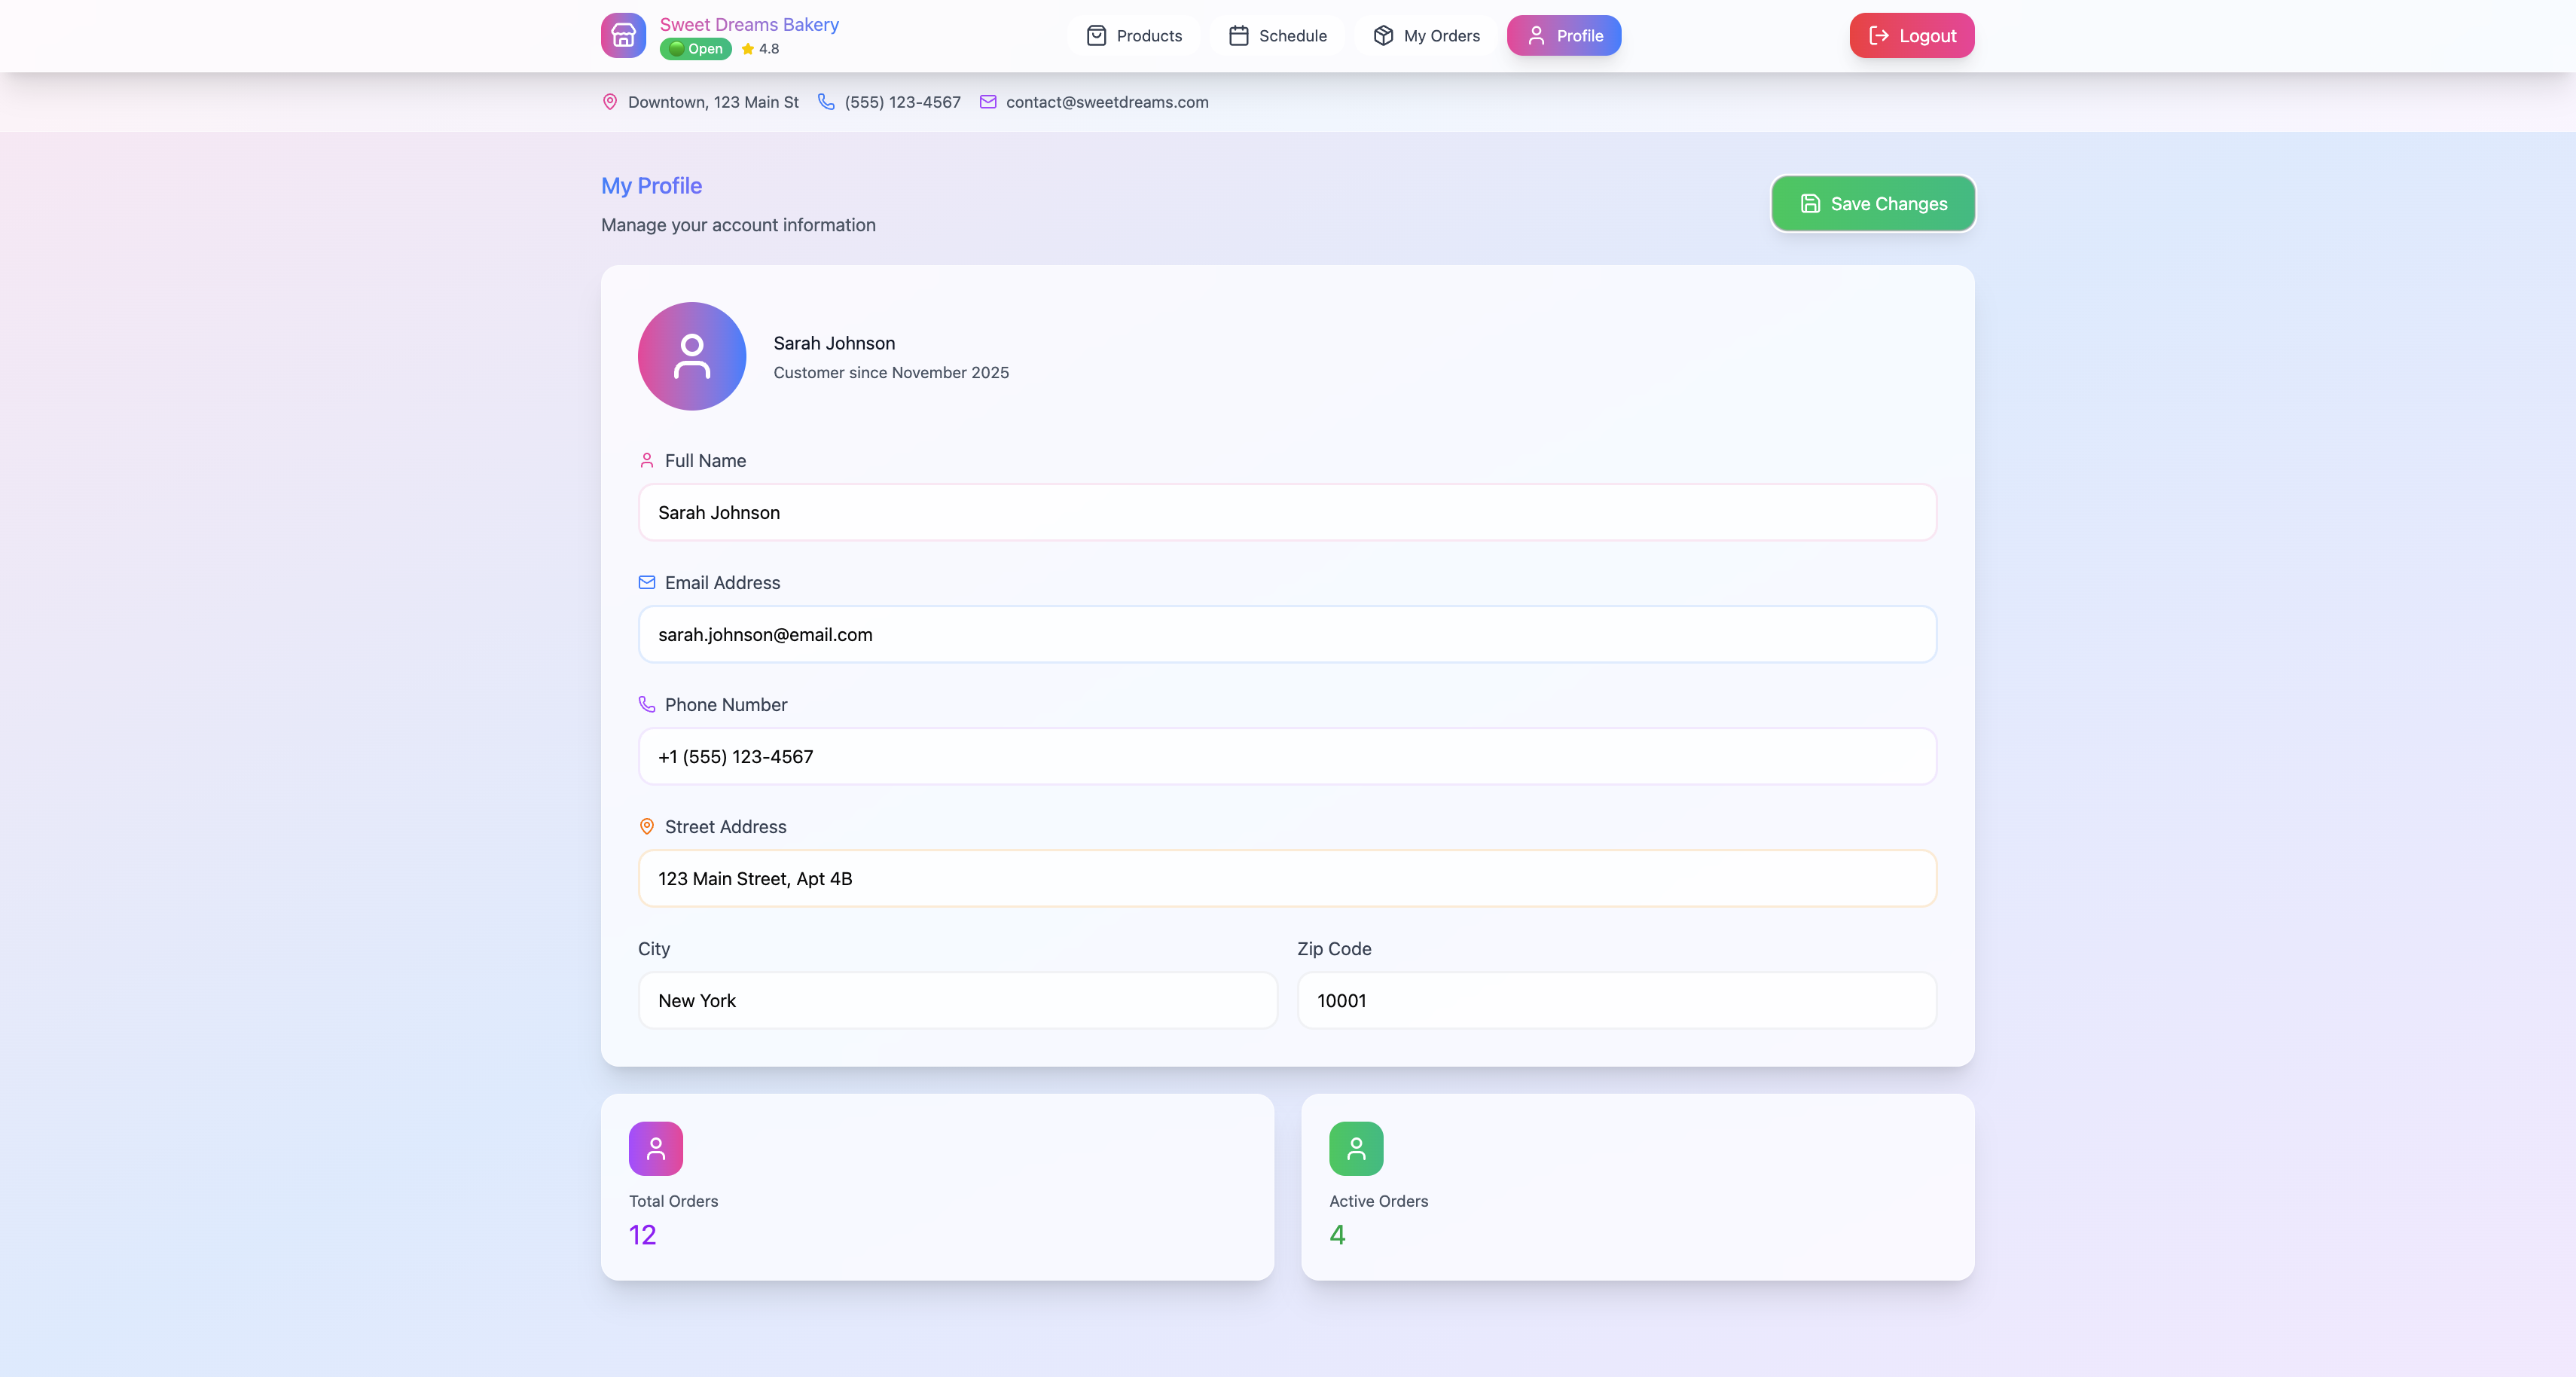 Sweet Dreams Bakery
Open 4.8
Products Schedule My Orders Profile Logout
Downtown, 123 Main St (555) 123-4567 contact@sweetdreams.com
My Profile
Manage your account information
Save Changes
Sarah Johnson
Customer since November 2025
Full Name
Sarah Johnson
Email Address
sarah.johnson@email.com
Phone Number
+1 (555) 123-4567
Street Address
123 Main Street, Apt 4B
City Zip Code
New York 10001
Total Orders Active Orders
12 4